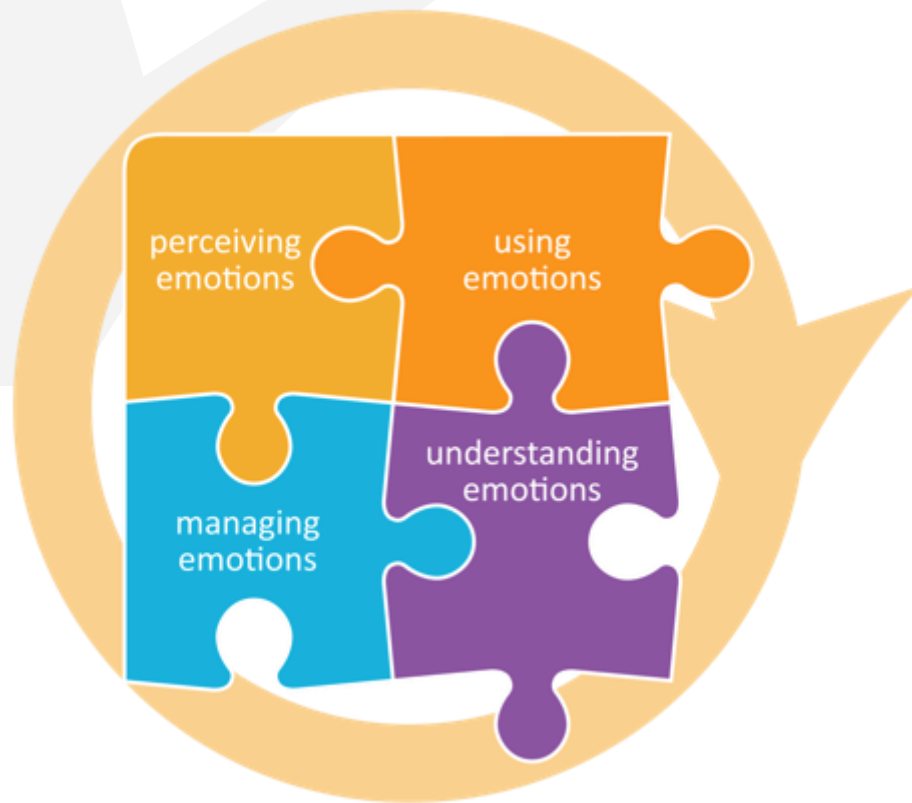 perceiving
emotions
using
emotions
managing
emotions
understanding
emotions